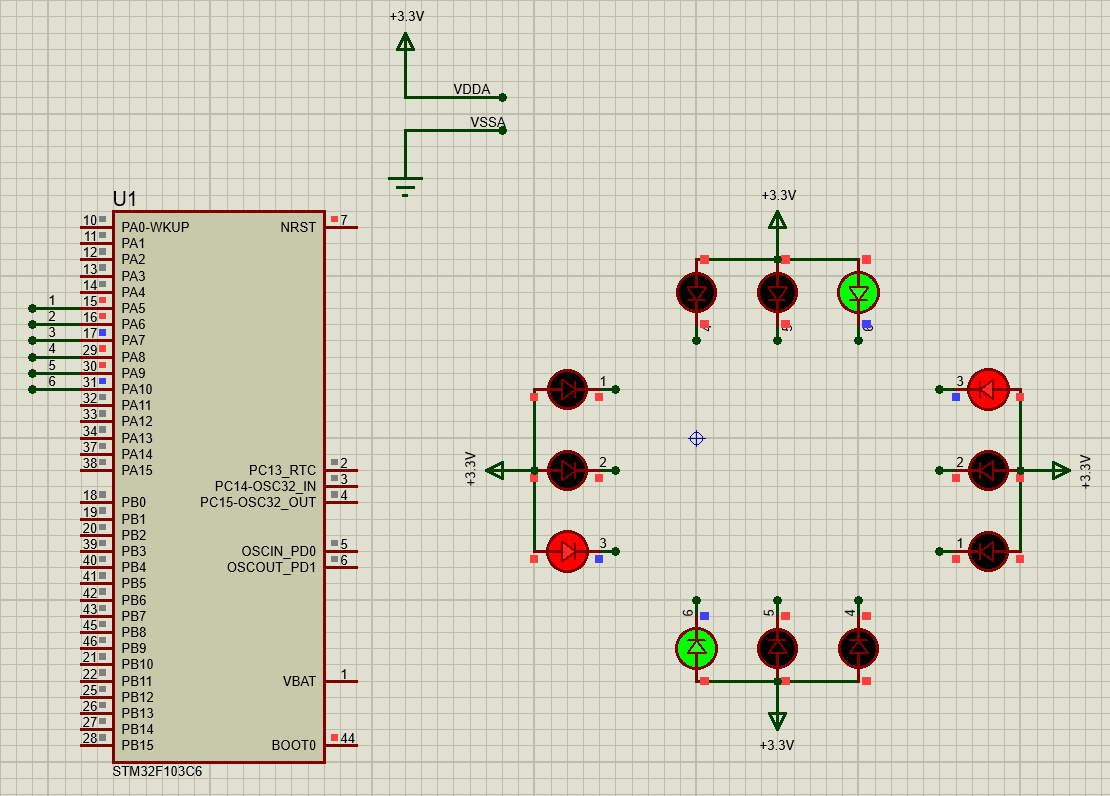 +3.3V
VDDA
VSSA
U1
10 PA0-WKUP NRST 7
11 PA1
12 PA2
13 PA3
14 PA4
1 15 PA5
2 16 PA6
3 17 PA7
4 29 PA8
5 30 PA9
6 31 PA10
32 PA11
33 PA12
34 PA13
37 PA14
38 PA15 PC13_RTC 2
PC14-OSC32_IN 3
18 PB0 PC15-OSC32_OUT 4
19 PB1
20 PB2
39 PB3 OSCIN_PD0 5
40 PB4 OSCOUT_PD1 6
41 PB5
42 PB6
43 PB7
45 PB8
46 PB9
21 PB10
22 PB11 VBAT 1
25 PB12
26 PB13
27 PB14
28 PB15 BOOT0 44
STM32F103C6
+3.3V
4 5 6
1
2
3
+3.3V
3
2
1
+3.3V
6 5 4
+3.3V